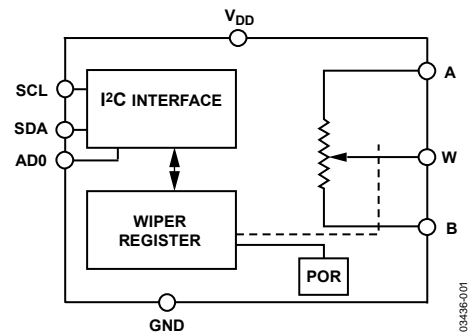 VDD
A
SCL
I2C INTERFACE
SDA
AD0
W
WIPER
REGISTER
B
POR
GND
03436-001